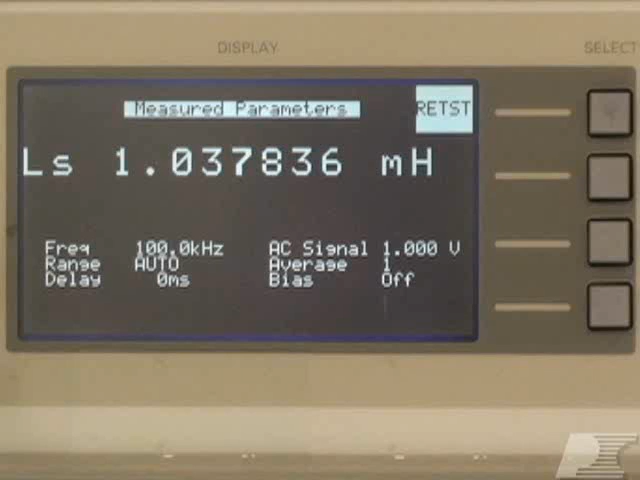 DISPLAY SELECT
Measured Parameters RETST
Ls 1.037836 mH
Freq 100.0kHz AC Signal 1.000 V
Range AUTO Average 1
Delay 0ms Bias Off